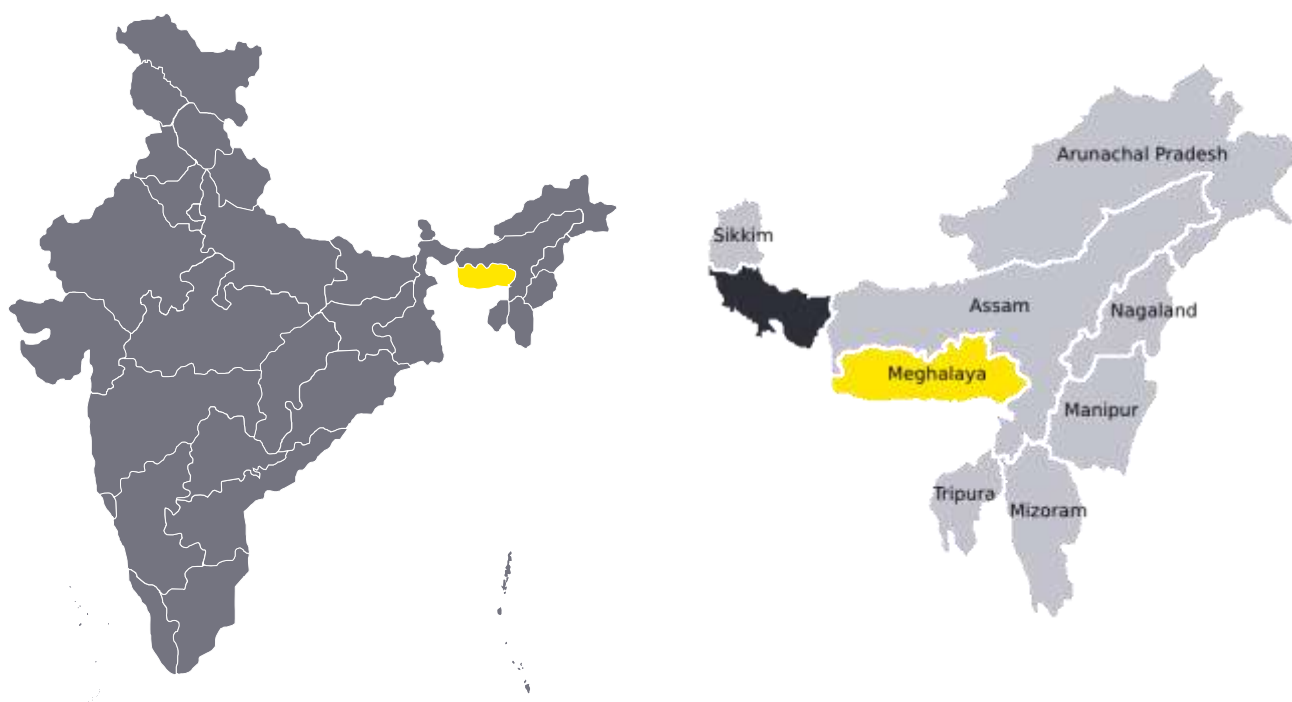 Arunachal Pradesh
Sikkim
Assam
Nagaland
Meghalaya
Manipur
Tripura
Mizoram